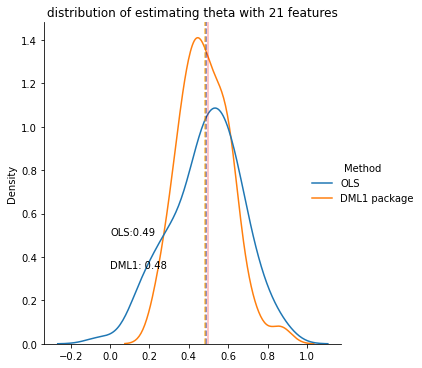 distribution of estimating theta with 21 features
1.4
1.2
1.0
0.8
0.6
0.4
0.2
0.0
Density
OLS:0.49
DML1: 0.48
Method
OLS
DML1 package
−0.2 0.0 0.2 0.4 0.6 0.8 1.0